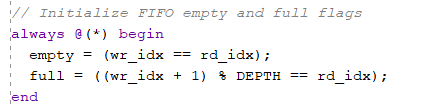 // Initialize FIFO empty and full flags
always @(*) begin
empty = (wr_idx == rd_idx);
full = ((wr_idx + 1) % DEPTH == rd_idx);
end